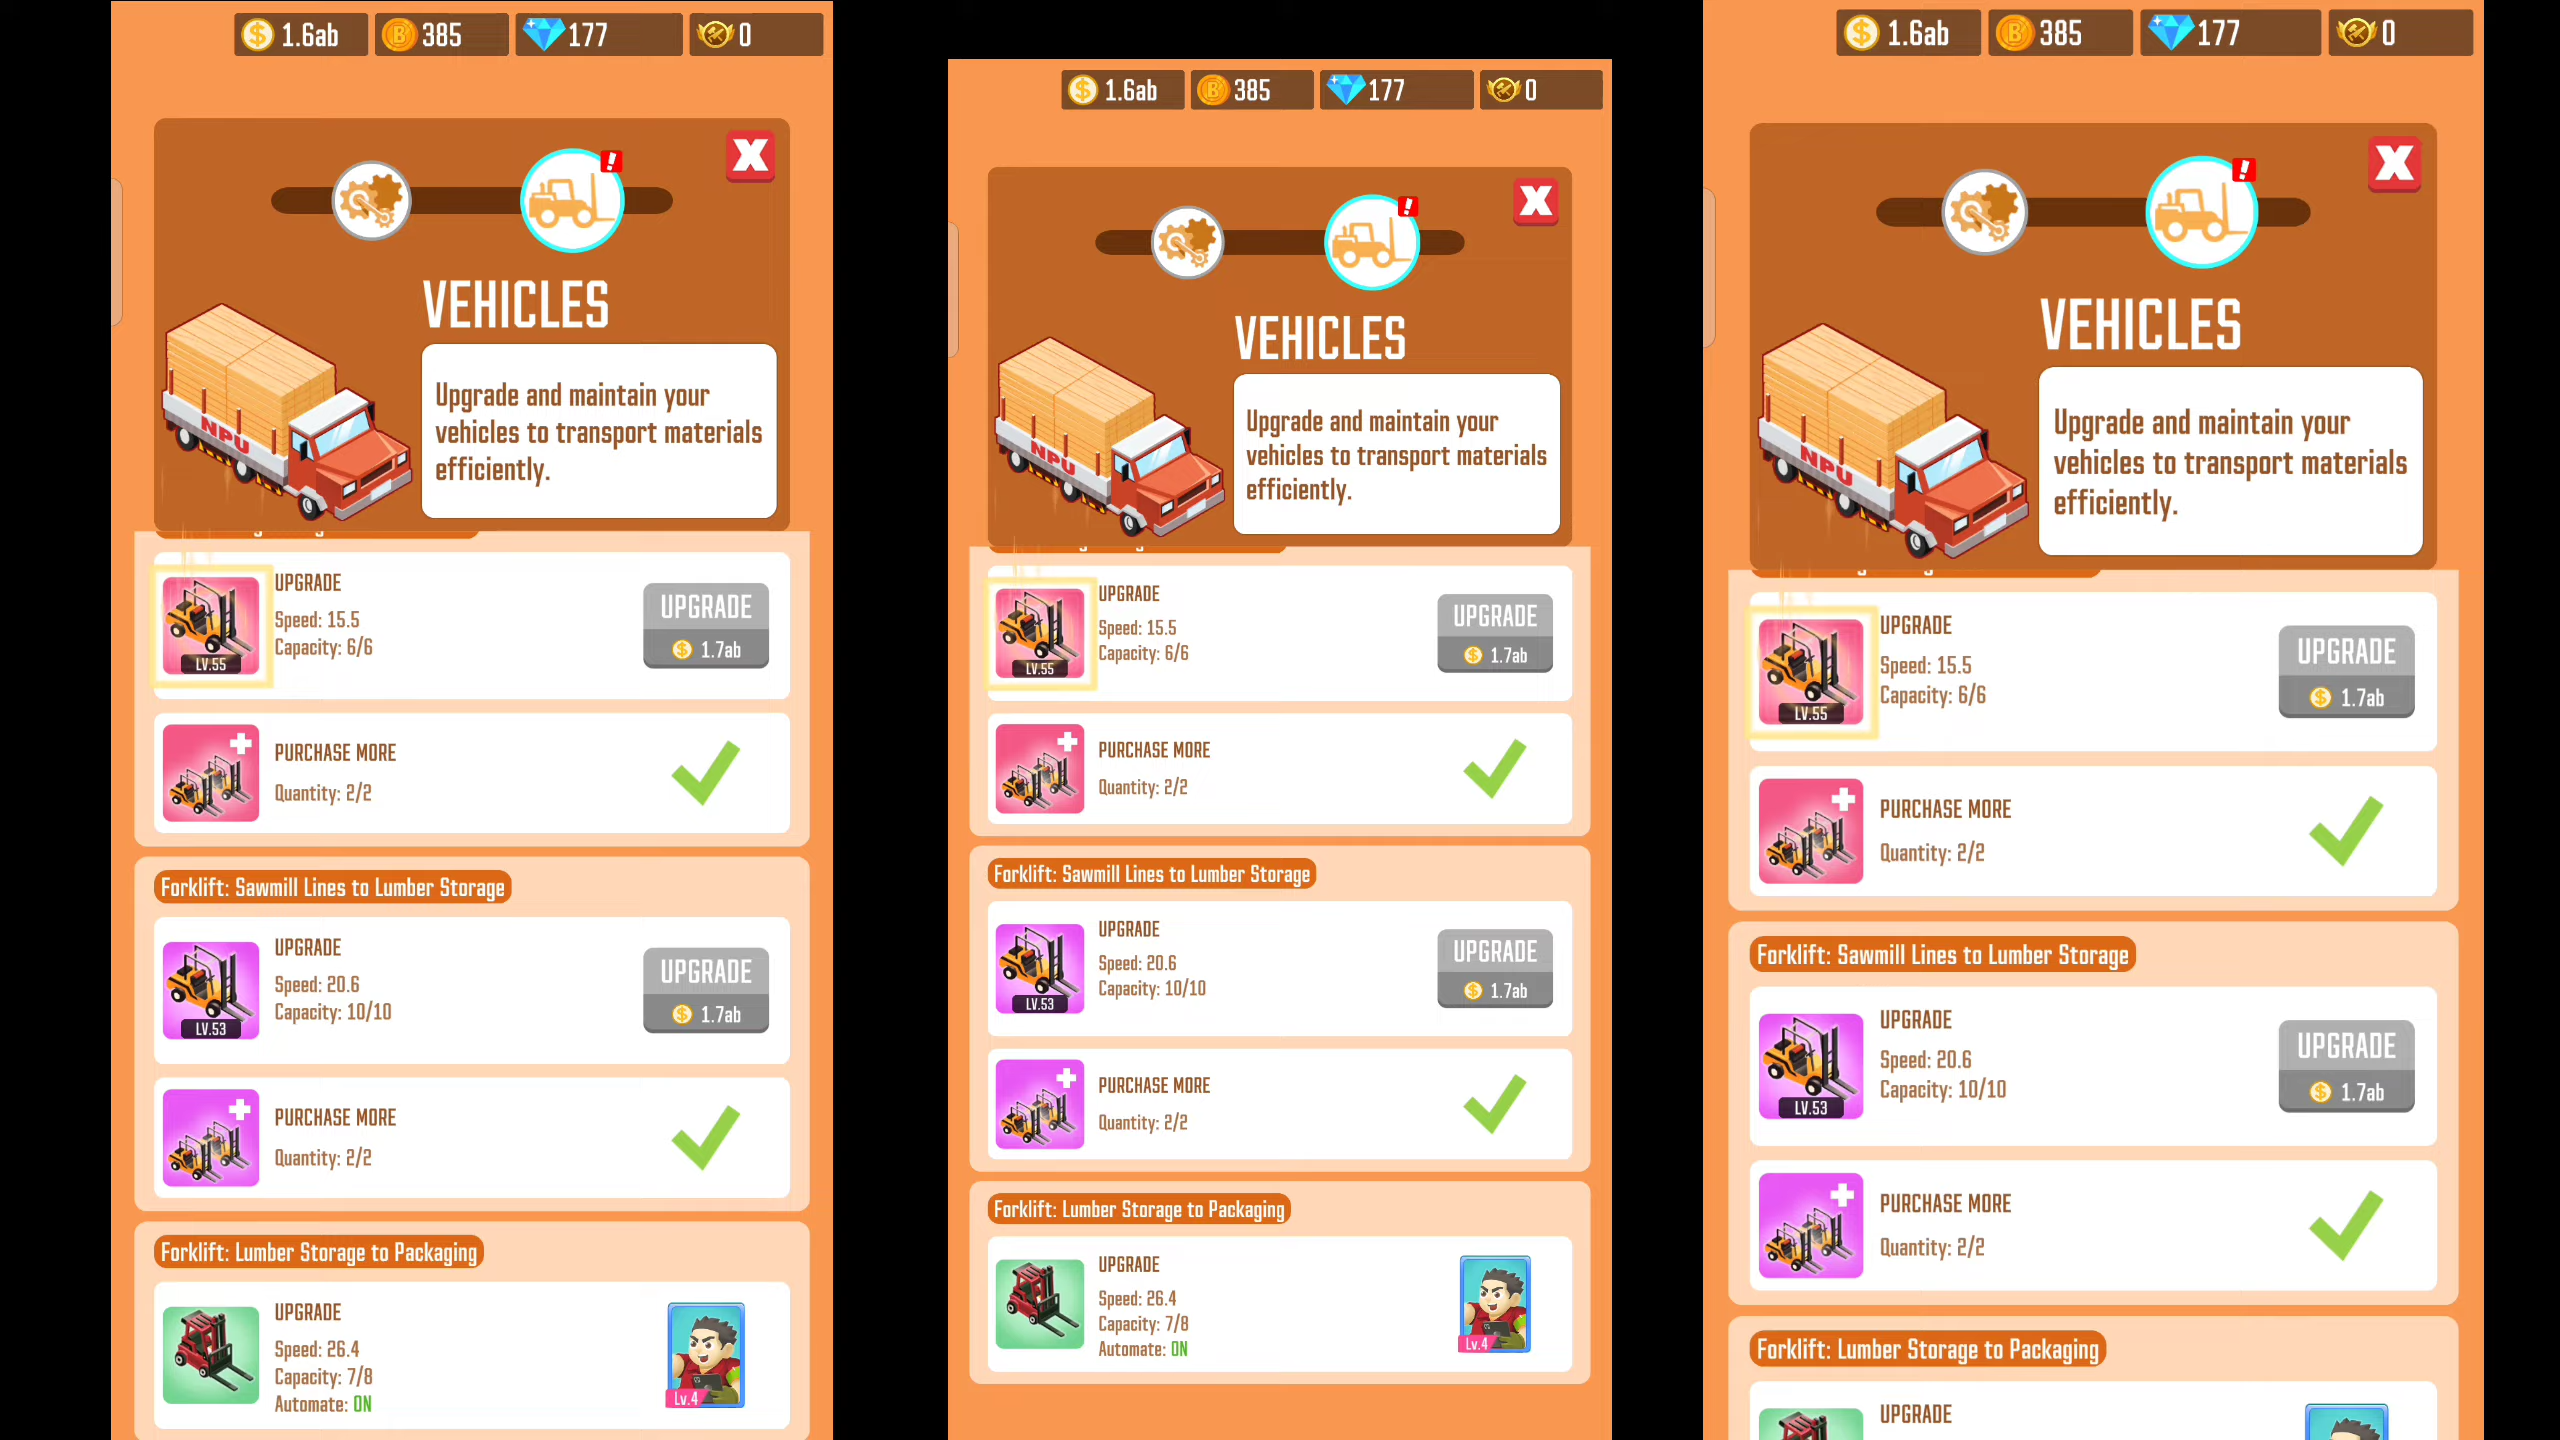 1.6ab
385
177
0
!
X
VEHICLES
Upgrade and maintain your
vehicles to transport materials
efficiently.
NPU
UPGRADE
Speed: 15.5
Capacity: 6/6
LV.55
UPGRADE
1.7ab
PURCHASE MORE
Quantity: 2/2
Forklift: Sawmill Lines to Lumber Storage
UPGRADE
Speed: 20.6
Capacity: 10/10
LV.53
UPGRADE
1.7ab
PURCHASE MORE
Quantity: 2/2
Forklift: Lumber Storage to Packaging
UPGRADE
Speed: 26.4
Capacity: 7/8
Automate: ON
Lv.4
1.6ab
385
177
0
!
X
VEHICLES
Upgrade and maintain your
vehicles to transport materials
efficiently.
NPU
UPGRADE
Speed: 15.5
Capacity: 6/6
LV.55
UPGRADE
1.7ab
PURCHASE MORE
Quantity: 2/2
Forklift: Sawmill Lines to Lumber Storage
UPGRADE
Speed: 20.6
Capacity: 10/10
LV.53
UPGRADE
1.7ab
PURCHASE MORE
Quantity: 2/2
Forklift: Lumber Storage to Packaging
UPGRADE
Speed: 26.4
Capacity: 7/8
Automate: ON
Lv.4
1.6ab
385
177
0
!
X
VEHICLES
Upgrade and maintain your
vehicles to transport materials
efficiently.
NPU
UPGRADE
Speed: 15.5
Capacity: 6/6
LV.55
UPGRADE
1.7ab
PURCHASE MORE
Quantity: 2/2
Forklift: Sawmill Lines to Lumber Storage
UPGRADE
Speed: 20.6
Capacity: 10/10
LV.53
UPGRADE
1.7ab
PURCHASE MORE
Quantity: 2/2
Forklift: Lumber Storage to Packaging
UPGRADE